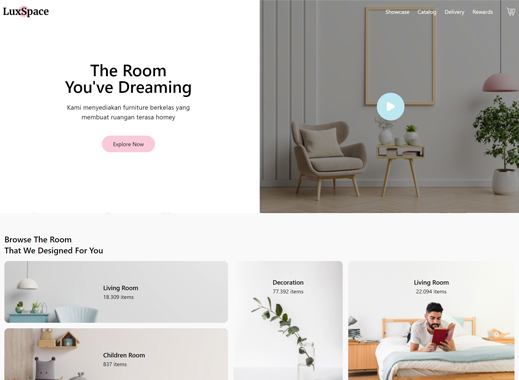 LuxSpace
Showcase Catalog Delivery Rewards
The Room
You've Dreaming
Kami menyediakan furniture berkelas yang
membuat ruangan terasa homey
Explore Now
Browse The Room
That We Designed For You
Living Room
18.309 items
Decoration
77.392 items
Living Room
22.094 items
Children Room
837 items